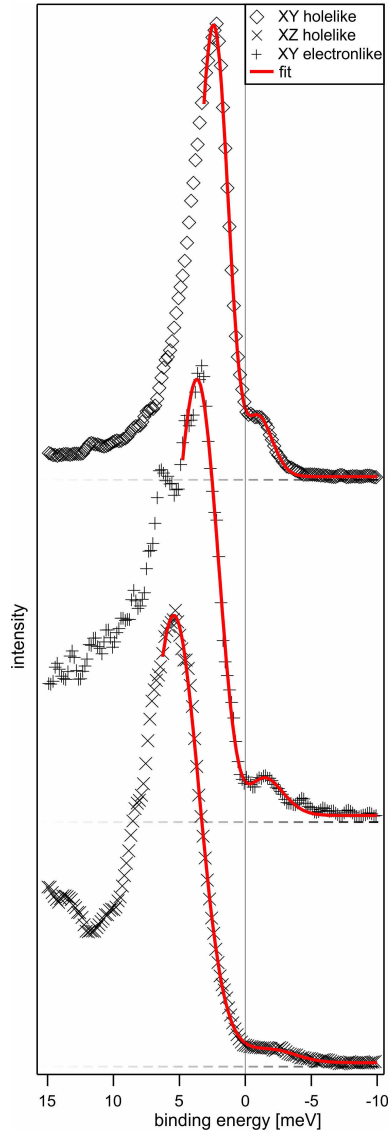 XY holelike
XZ holelike
XY electronlike
fit
intensity
15 10 5 0 -5 -10
binding energy [meV]